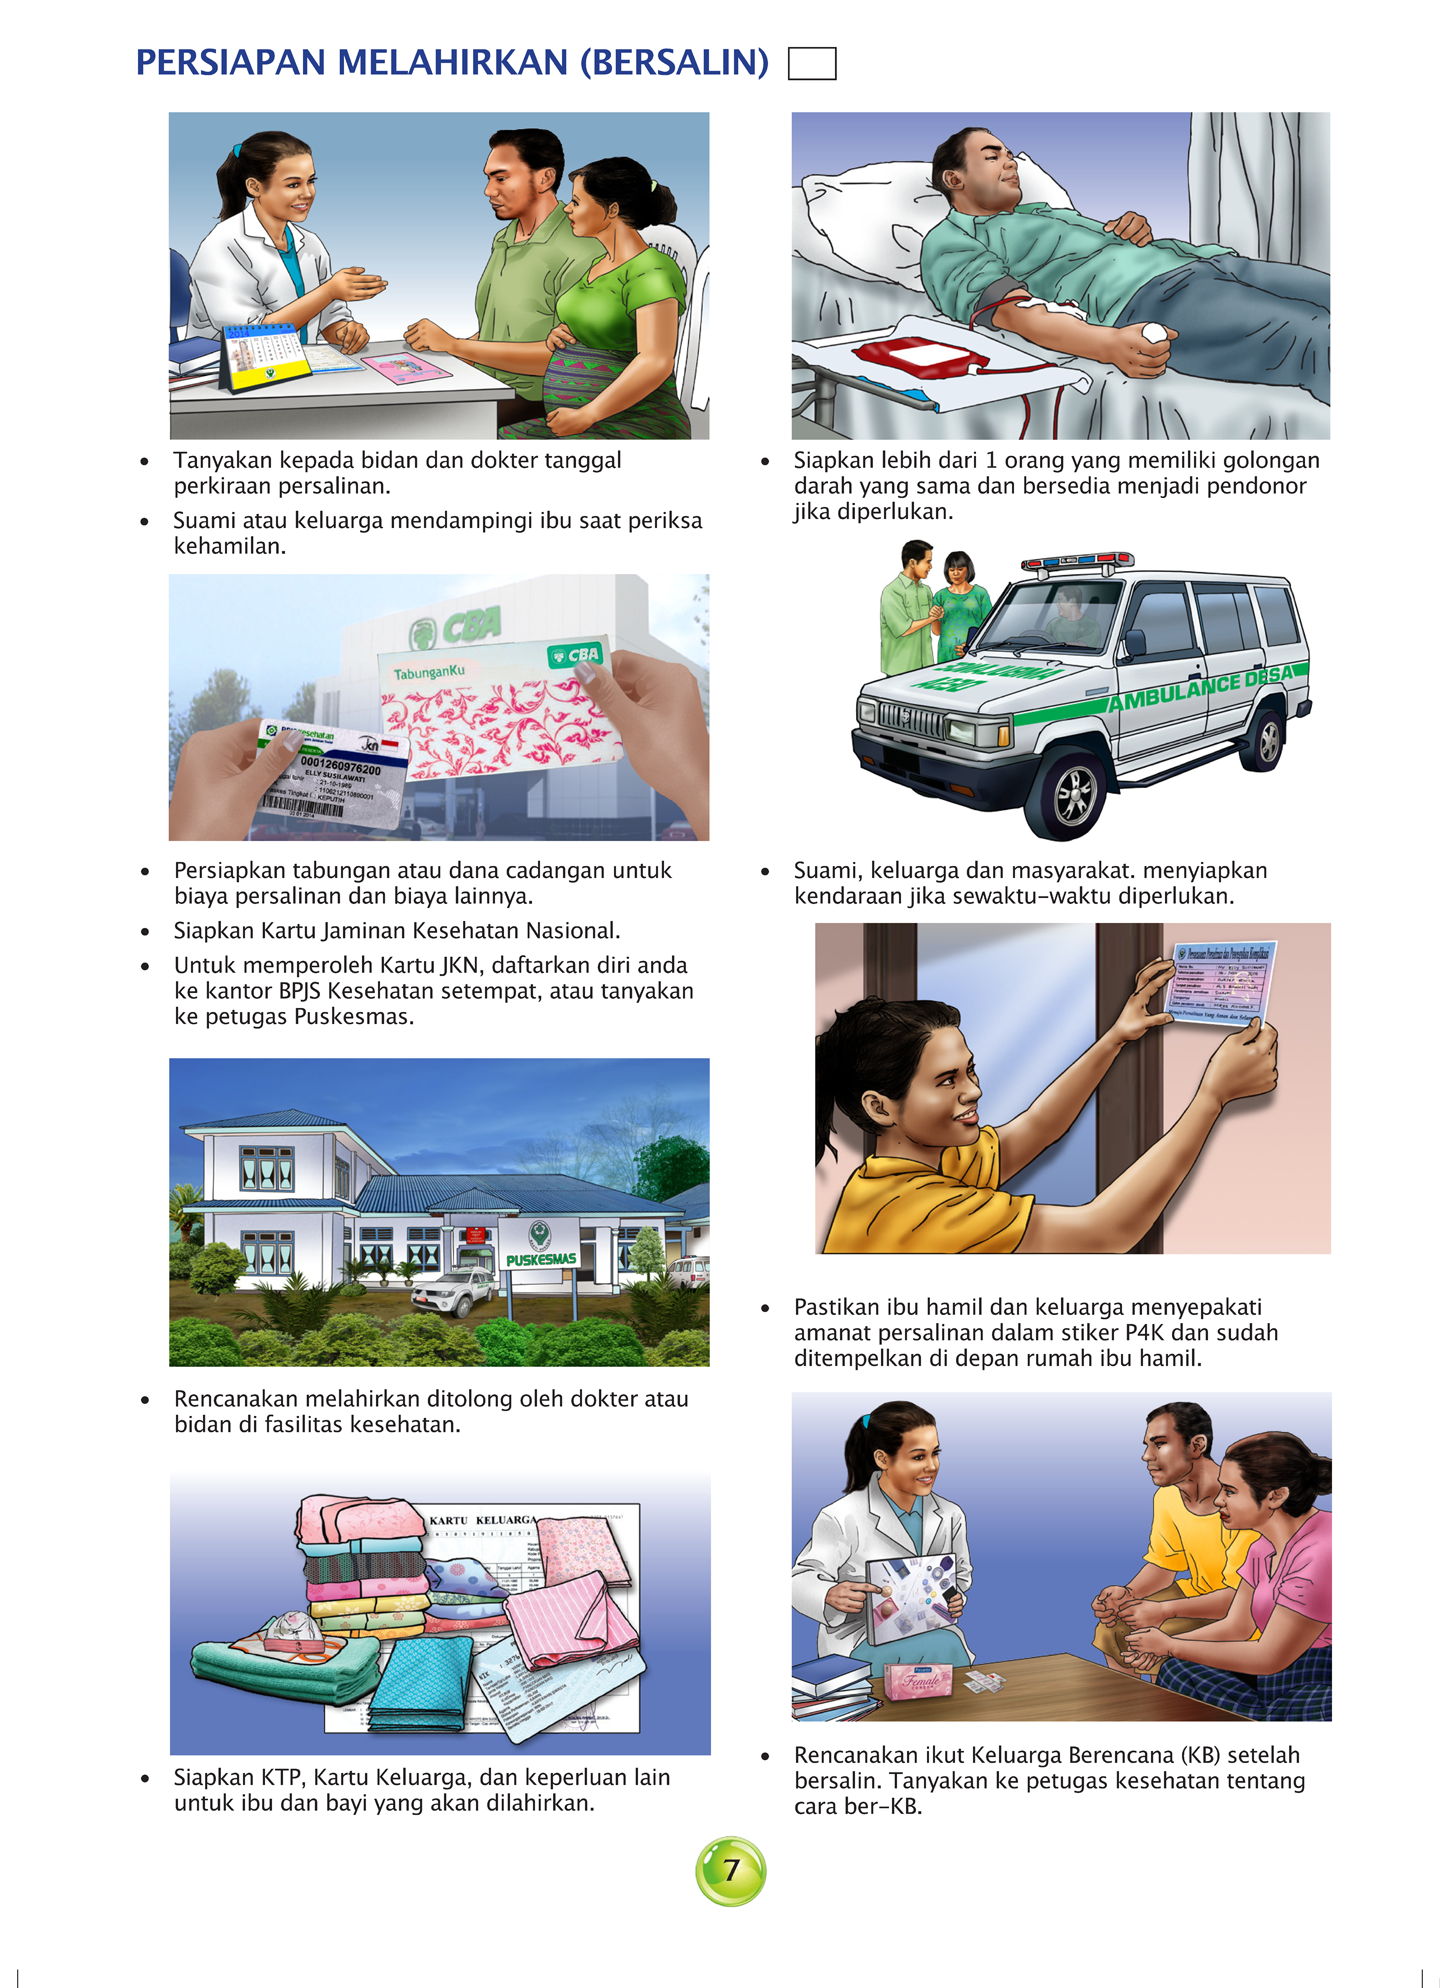 PERSIAPAN MELAHIRKAN (BERSALIN)
2014
• Tanyakan kepada bidan dan dokter tanggal
perkiraan persalinan.
• Suami atau keluarga mendampingi ibu saat periksa
kehamilan.
CBA
CBA
TabunganKu
Kesehatan
jkn
0001260976200
ELLY SUSILAWATI
: 21-10-1989
KEPUTIH
• Persiapkan tabungan atau dana cadangan untuk
biaya persalinan dan biaya lainnya.
• Siapkan Kartu Jaminan Kesehatan Nasional.
• Untuk memperoleh Kartu JKN, daftarkan diri anda
ke kantor BPJS Kesehatan setempat, atau tanyakan
ke petugas Puskesmas.
PUSKESMAS
• Rencanakan melahirkan ditolong oleh dokter atau
bidan di fasilitas kesehatan.
KARTU KELUARGA
• Siapkan KTP, Kartu Keluarga, dan keperluan lain
untuk ibu dan bayi yang akan dilahirkan.
• Siapkan lebih dari 1 orang yang memiliki golongan
darah yang sama dan bersedia menjadi pendonor
jika diperlukan.
AMBULANCE DESA
• Suami, keluarga dan masyarakat. menyiapkan
kendaraan jika sewaktu-waktu diperlukan.
• Pastikan ibu hamil dan keluarga menyepakati
amanat persalinan dalam stiker P4K dan sudah
ditempelkan di depan rumah ibu hamil.
Female
• Rencanakan ikut Keluarga Berencana (KB) setelah
bersalin. Tanyakan ke petugas kesehatan tentang
cara ber-KB.
7